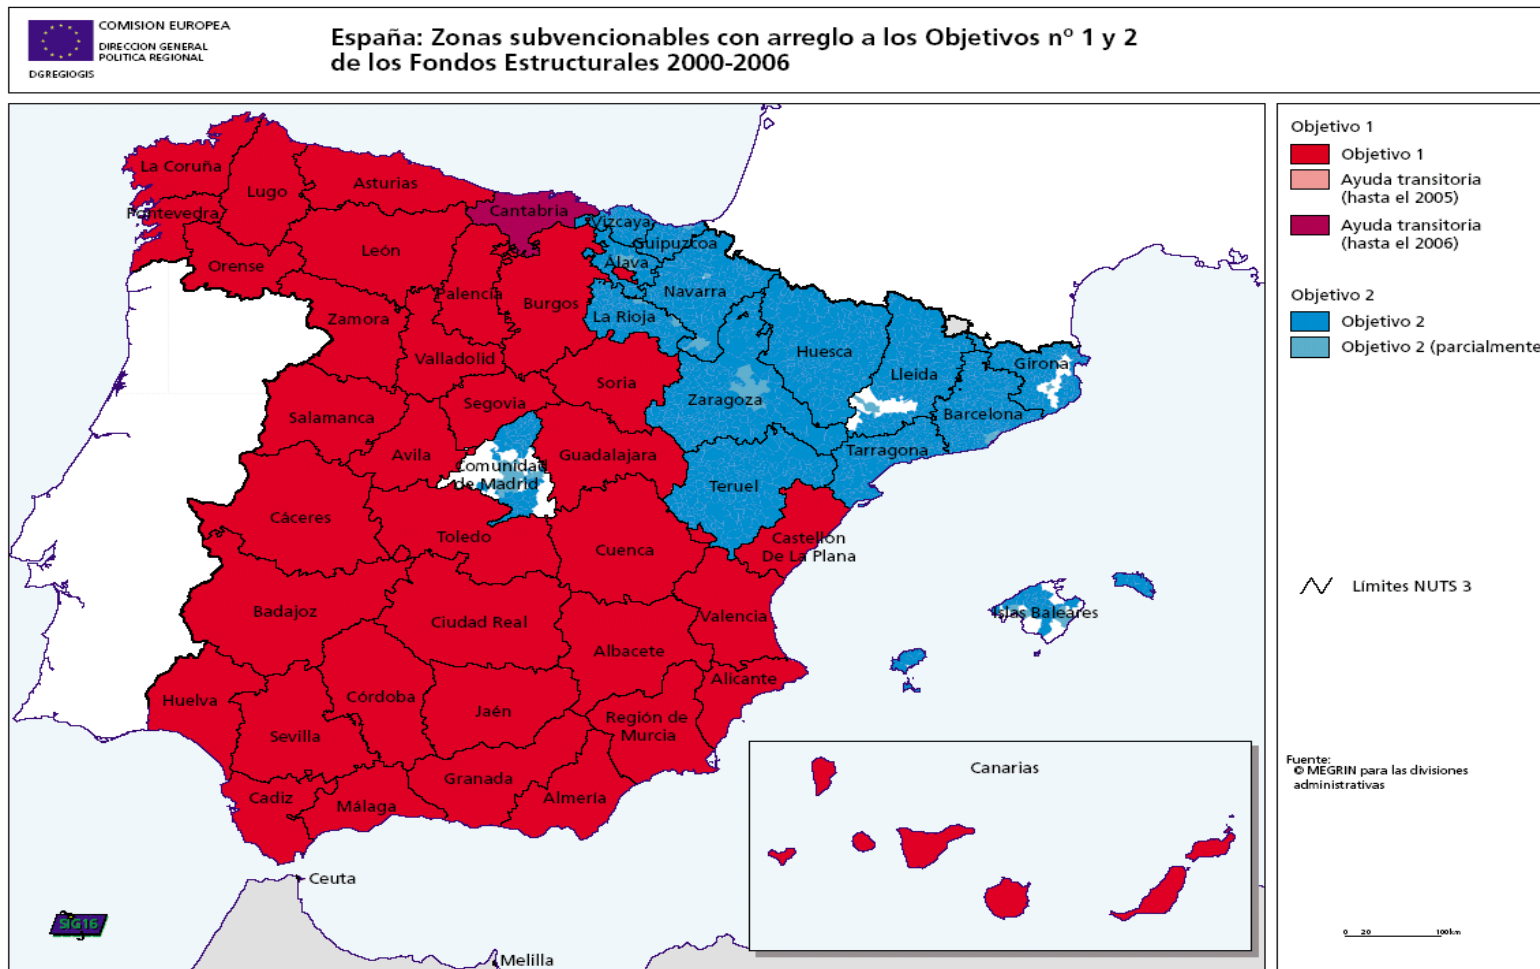 COMISION EUROPEA
DIRECCION GENERAL
POLITICA REGIONAL
DGREGIOGIS
España: Zonas subvencionables con arreglo a los Objetivos nº 1 y 2
de los Fondos Estructurales 2000-2006
La Coruña
Lugo
Asturias
Cantabria
Pontevedra
Orense
León
Palencia
Burgos
Vizcaya
Guipuzcoa
Alava
Navarra
La Rioja
Zamora
Valladolid
Soria
Segovia
Salamanca
Avila
Huesca
Zaragoza
Teruel
Lleida
Girona
Barcelona
Tarragona
Guadalajara
Comunidad
de Madrid
Cáceres
Toledo
Cuenca
Castellon
De La Plana
Badajoz
Ciudad Real
Valencia
Albacete
Alicante
Islas Baleares
Huelva
Sevilla
Córdoba
Jaén
Región de
Murcia
Cadiz
Málaga
Granada
Almería
Canarias
Ceuta
Melilla
SIG16
Objetivo 1
Objetivo 1
Ayuda transitoria
(hasta el 2005)
Ayuda transitoria
(hasta el 2006)
Objetivo 2
Objetivo 2
Objetivo 2 (parcialmente
Límites NUTS 3
Fuente:
© MEGRIN para las divisiones
administrativas
0 20 100km